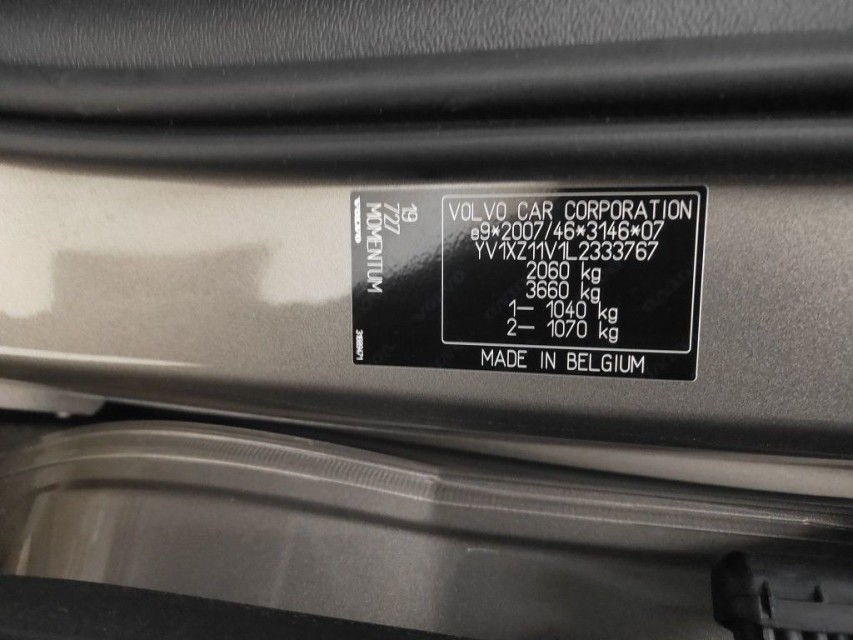 VOLVO CAR CORPORATION
e9*2007/46*3146*07
YV1XZ11V1L2333767
2060 kg
3660 kg
1— 1040 kg
2— 1070 kg
MADE IN BELGIUM
19
727
MOMENTUM
VOLVO